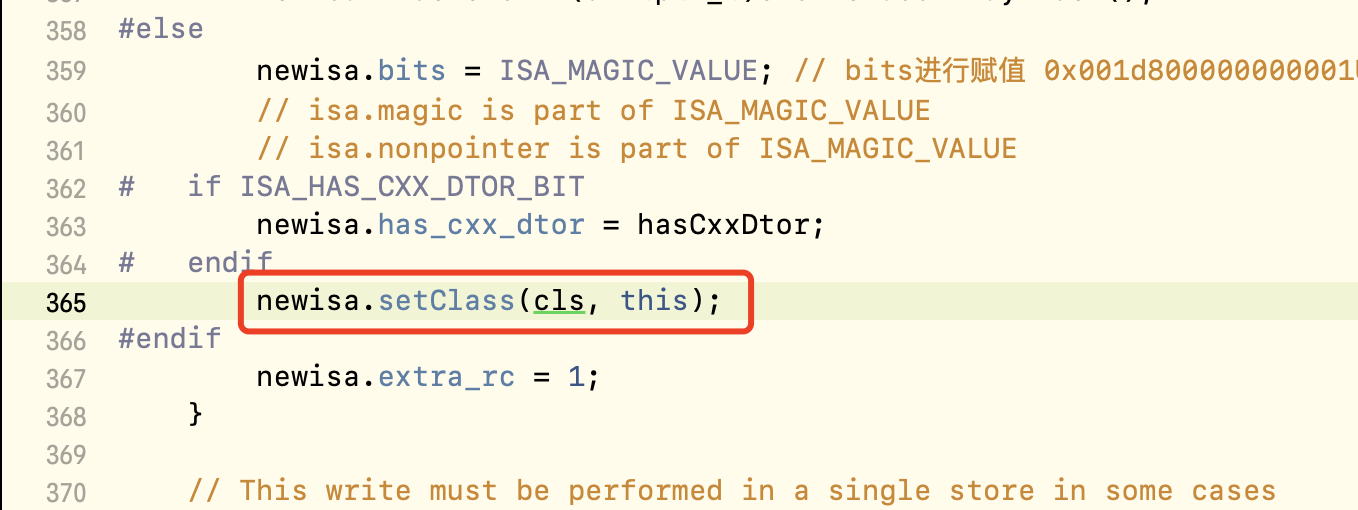 358 #else
359 newisa.bits = ISA_MAGIC_VALUE; // bits进行赋值 0x001d800000000001
360 // isa.magic is part of ISA_MAGIC_VALUE
361 // isa.nonpointer is part of ISA_MAGIC_VALUE
362 # if ISA_HAS_CXX_DTOR_BIT
363 newisa.has_cxx_dtor = hasCxxDtor;
364 # endif
365 newisa.setClass(cls, this);
366 #endif
367 newisa.extra_rc = 1;
368 }
369
370 // This write must be performed in a single store in some cases